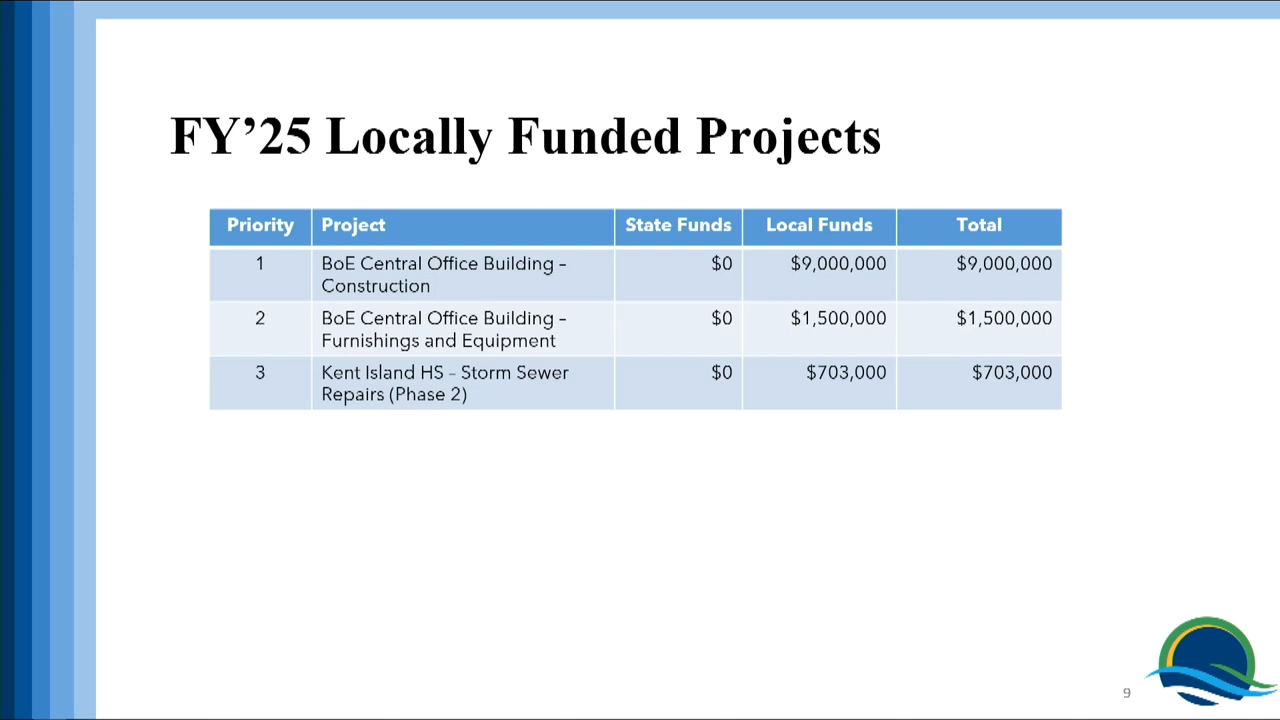 FY’25 Locally Funded Projects
Priority Project State Funds Local Funds Total
1 BoE Central Office Building – $0 $9,000,000 $9,000,000
Construction
2 BoE Central Office Building – $0 $1,500,000 $1,500,000
Furnishings and Equipment
3 Kent Island HS – Storm Sewer $0 $703,000 $703,000
Repairs (Phase 2)
9